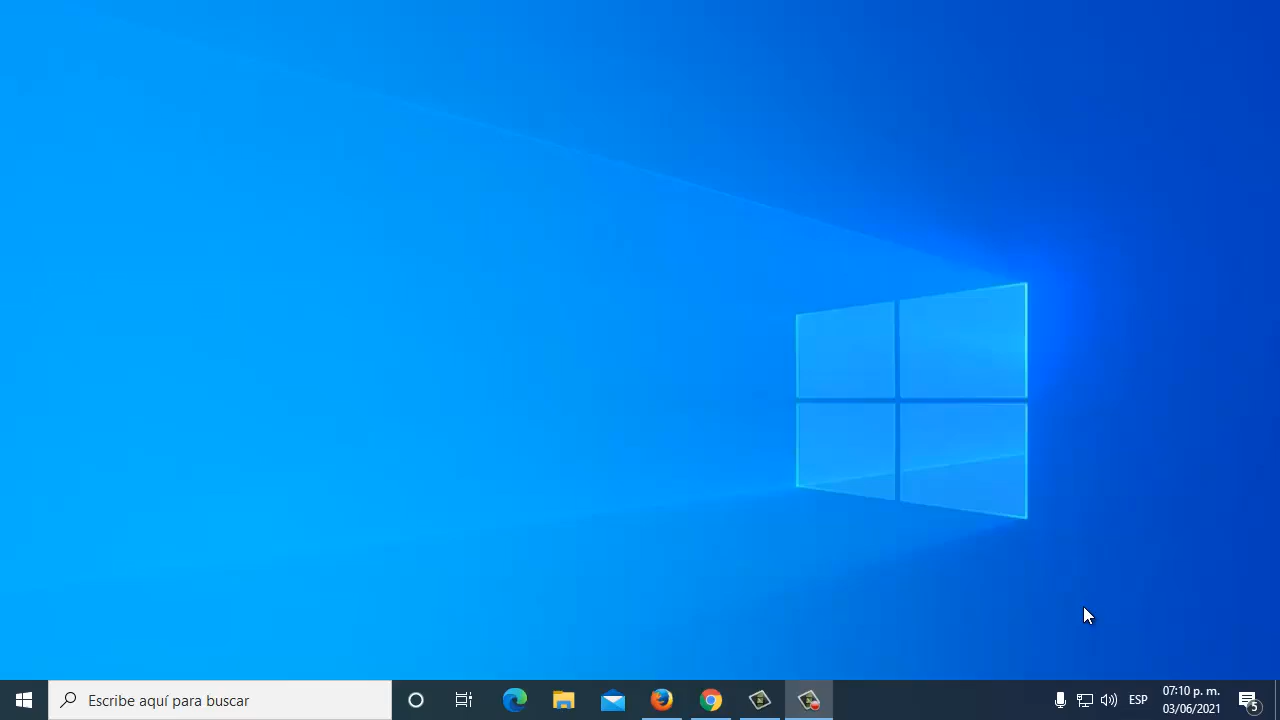 Escribe aquí para buscar
ESP
07:10 p. m.
03/06/2021
5